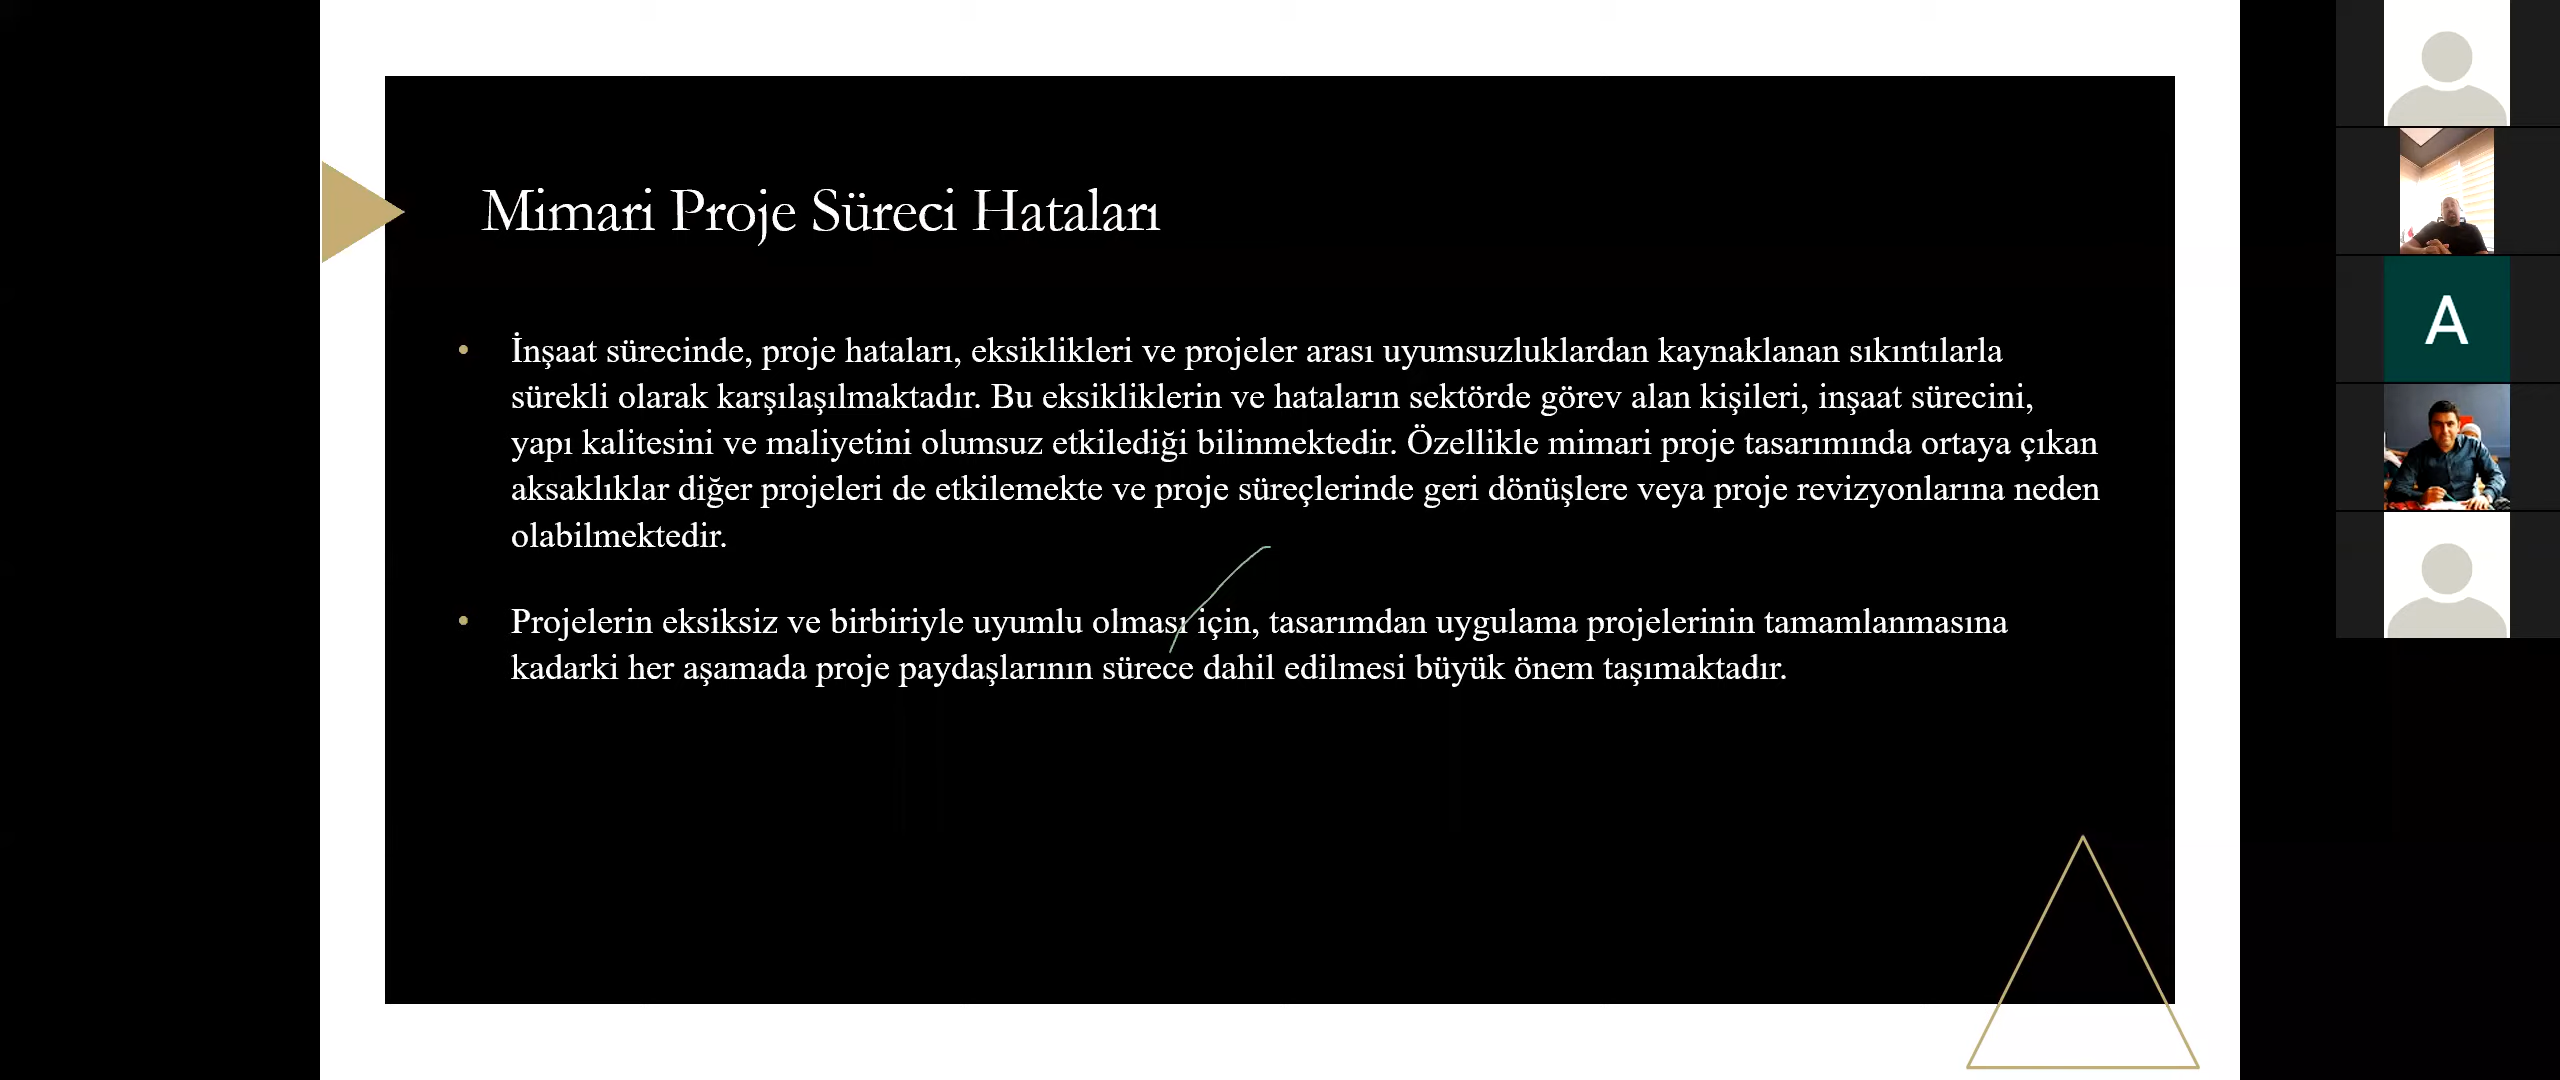 Mimari Proje Süreci Hataları
• İnşaat sürecinde, proje hataları, eksiklikleri ve projeler arası uyumsuzluklardan kaynaklanan sıkıntılarla
sürekli olarak karşılaşılmaktadır. Bu eksikliklerin ve hataların sektörde görev alan kişileri, inşaat sürecini,
yapı kalitesini ve maliyetini olumsuz etkilediği bilinmektedir. Özellikle mimari proje tasarımında ortaya çıkan
aksaklıklar diğer projeleri de etkilemekte ve proje süreçlerinde geri dönüşlere veya proje revizyonlarına neden
olabilmektedir.
• Projelerin eksiksiz ve birbiriyle uyumlu olması için, tasarımdan uygulama projelerinin tamamlanmasına
kadarki her aşamada proje paydaşlarının sürece dahil edilmesi büyük önem taşımaktadır.
A